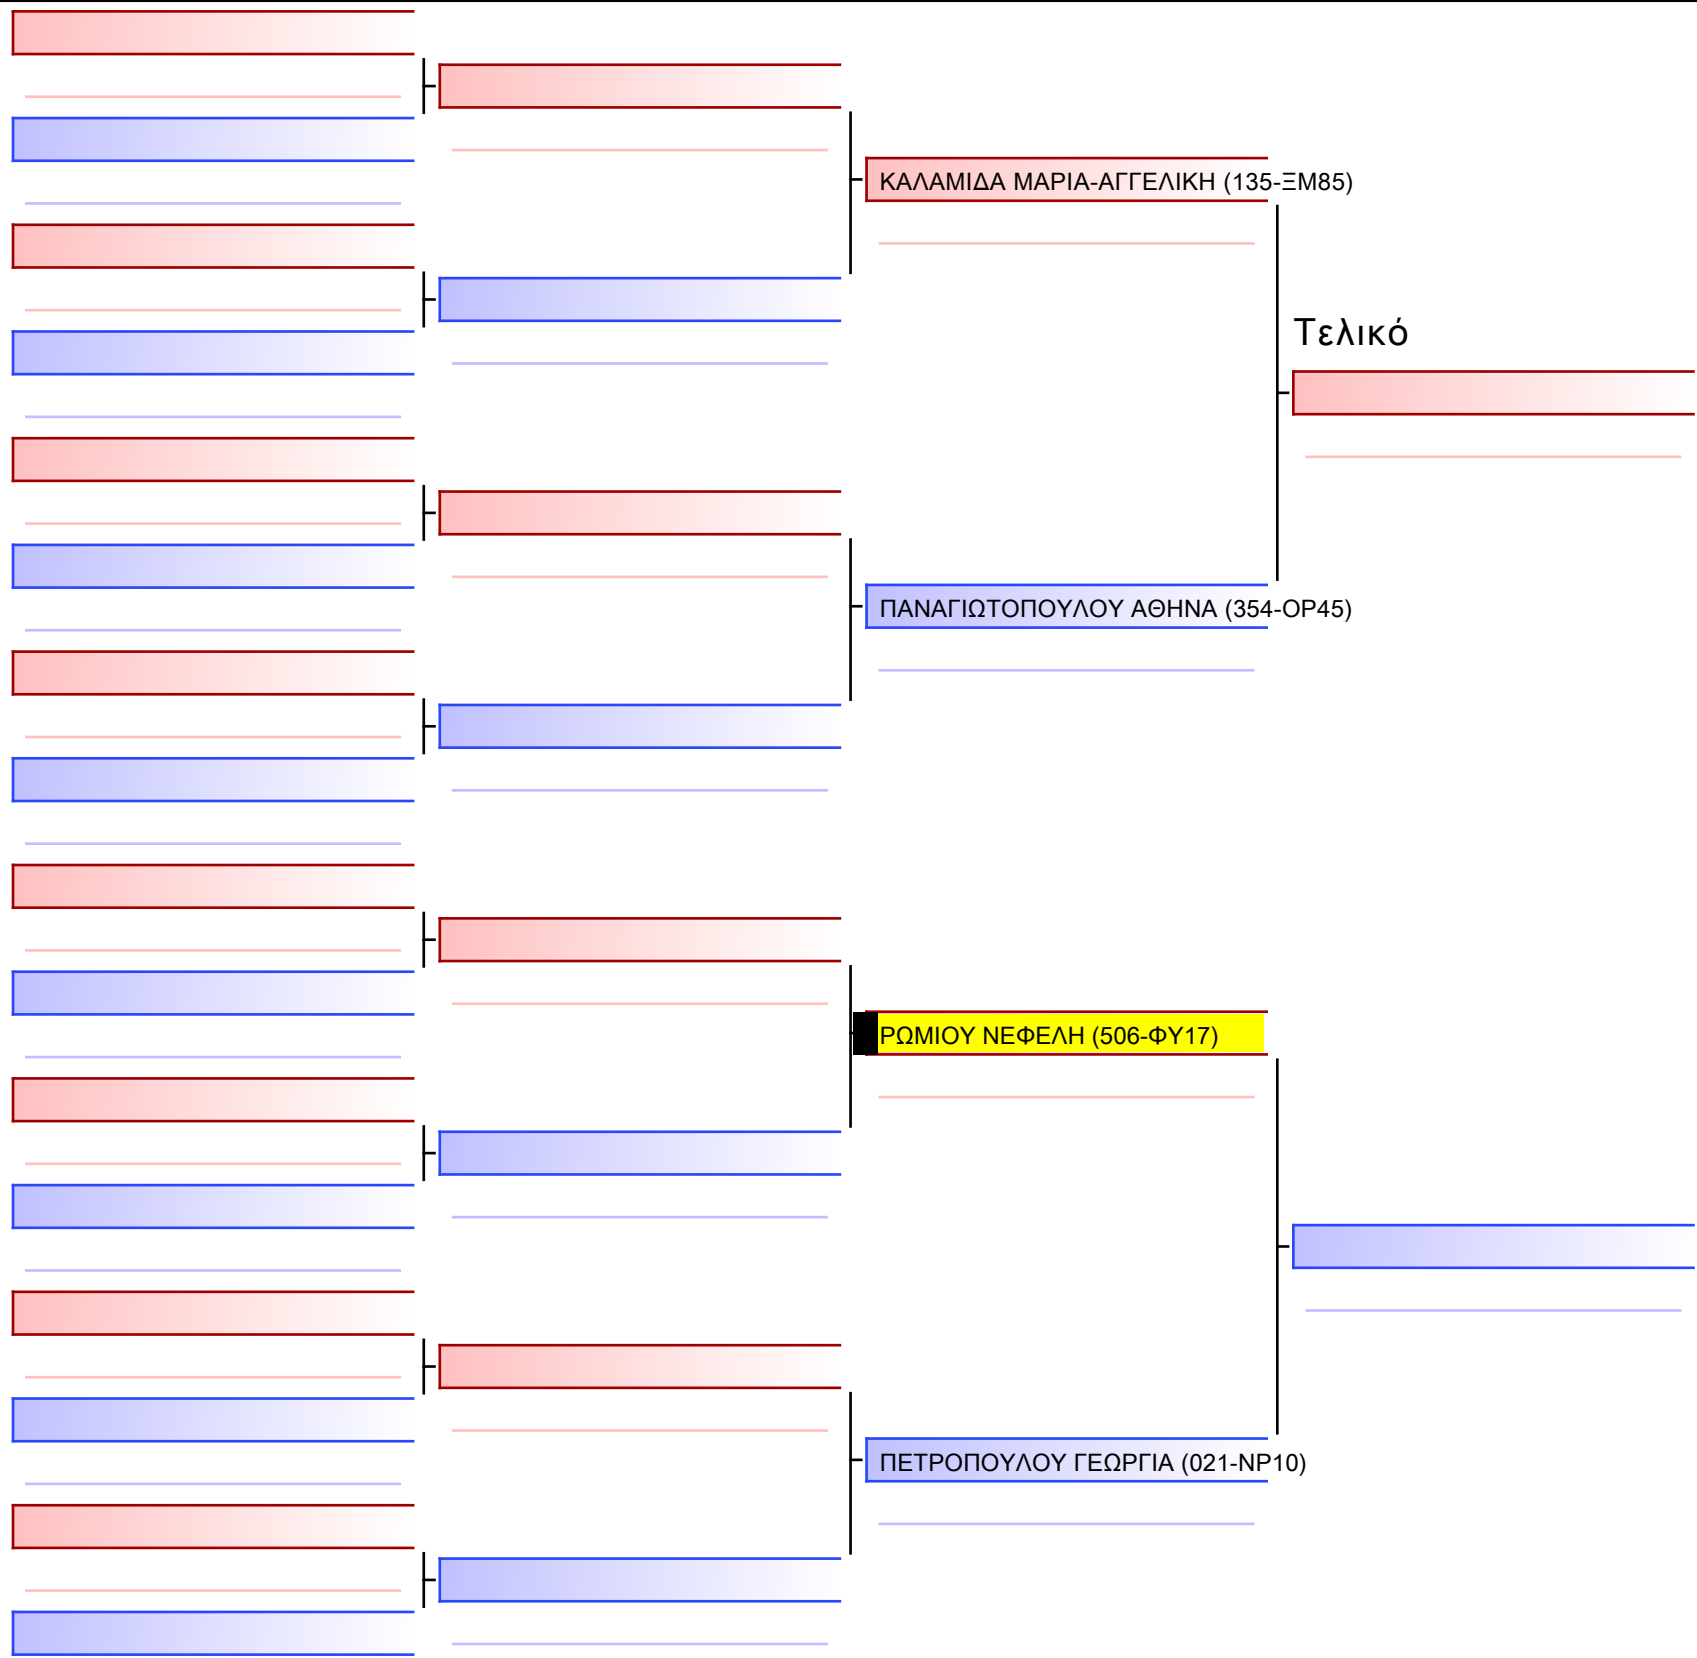 ΚΑΛΑΜΙΔΑ ΜΑΡΙΑ-ΑΓΓΕΛΙΚΗ (135-ΞΜ85)
Τελικό
ΠΑΝΑΓΙΩΤΟΠΟΥΛΟΥ ΑΘΗΝΑ (354-ΟΡ45)
ΡΩΜΙΟΥ ΝΕΦΕΛΗ (506-ΦΥ17)
ΠΕΤΡΟΠΟΥΛΟΥ ΓΕΩΡΓΙΑ (021-ΝΡ10)